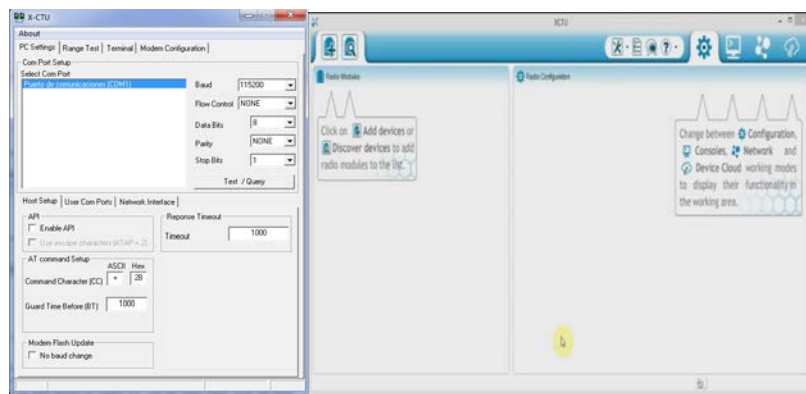 X-CTU
About
PC Settings Range Test Terminal Modem Configuration
Com Port Setup
Select Com Port
Puerto de comunicaciones (COM1)
Baud 115200
Flow Control NONE
Data Bits 8
Parity NONE
Stop Bits 1
Test / Query
Host Setup User Com Ports Network Interface
API
Enable API
Use escape characters (ATAP = 2)
Reponse Timeout
Timeout 1000
AT command Setup
ASCII Hex
Command Character (CC) + 2B
Guard Time Before (BT) 1000
Modem Flash Update
No baud change
XCTU
Radio Modules
Click on Add devices or
Discover devices to add
radio modules to the list.
Radio Configuration
Change between Configuration,
Consoles, Network and
Device Cloud working modes
to display their functionality in
the working area.